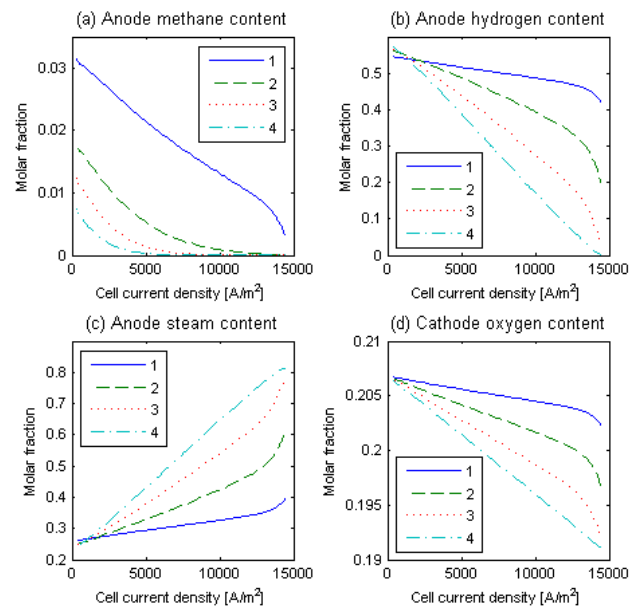 (a) Anode methane content
Molar fraction
0.03
0.02
0.01
0
1
2
3
4
0 5000 10000 15000
Cell current density [A/m²]
(b) Anode hydrogen content
Molar fraction
0.5
0.4
0.3
0.2
0.1
0
1
2
3
4
0 5000 10000 15000
Cell current density [A/m²]
(c) Anode steam content
Molar fraction
0.8
0.7
0.6
0.5
0.4
0.3
0.2
1
2
3
4
0 5000 10000 15000
Cell current density [A/m²]
(d) Cathode oxygen content
Molar fraction
0.21
0.205
0.2
0.195
0.19
1
2
3
4
0 5000 10000 15000
Cell current density [A/m²]